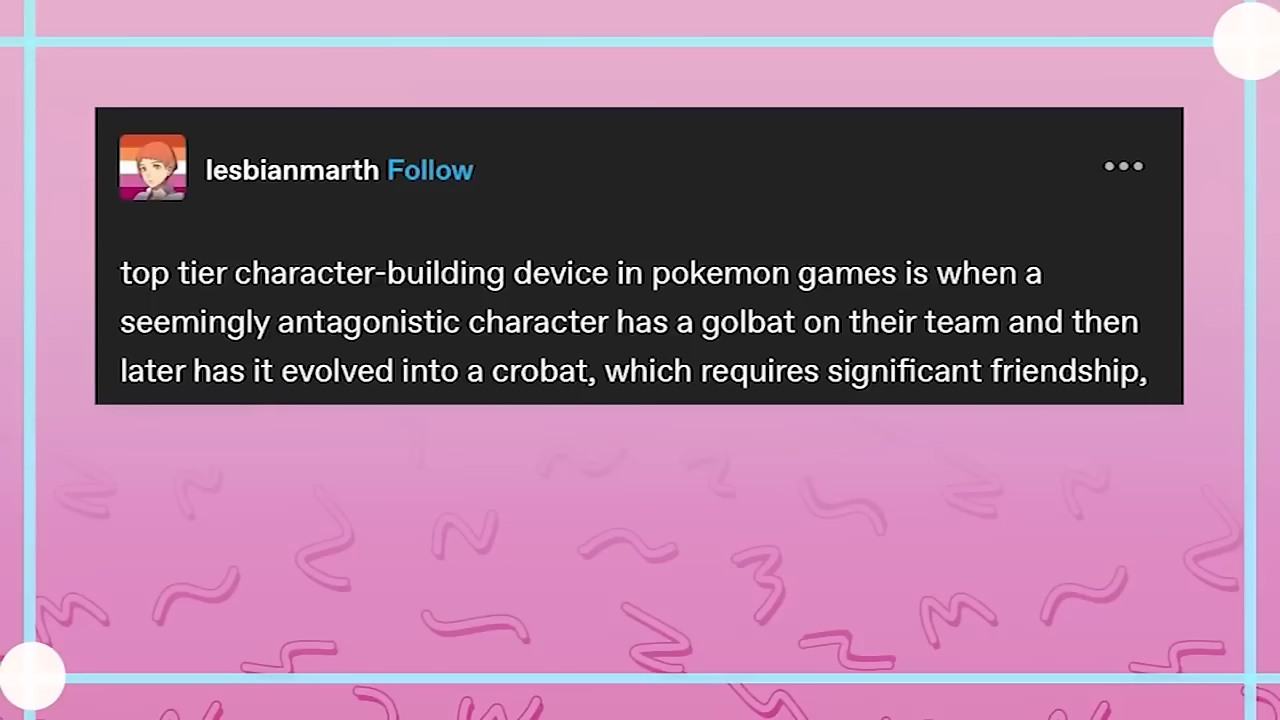 lesbianmarth Follow
top tier character-building device in pokemon games is when a
seemingly antagonistic character has a golbat on their team and then
later has it evolved into a crobat, which requires significant friendship,